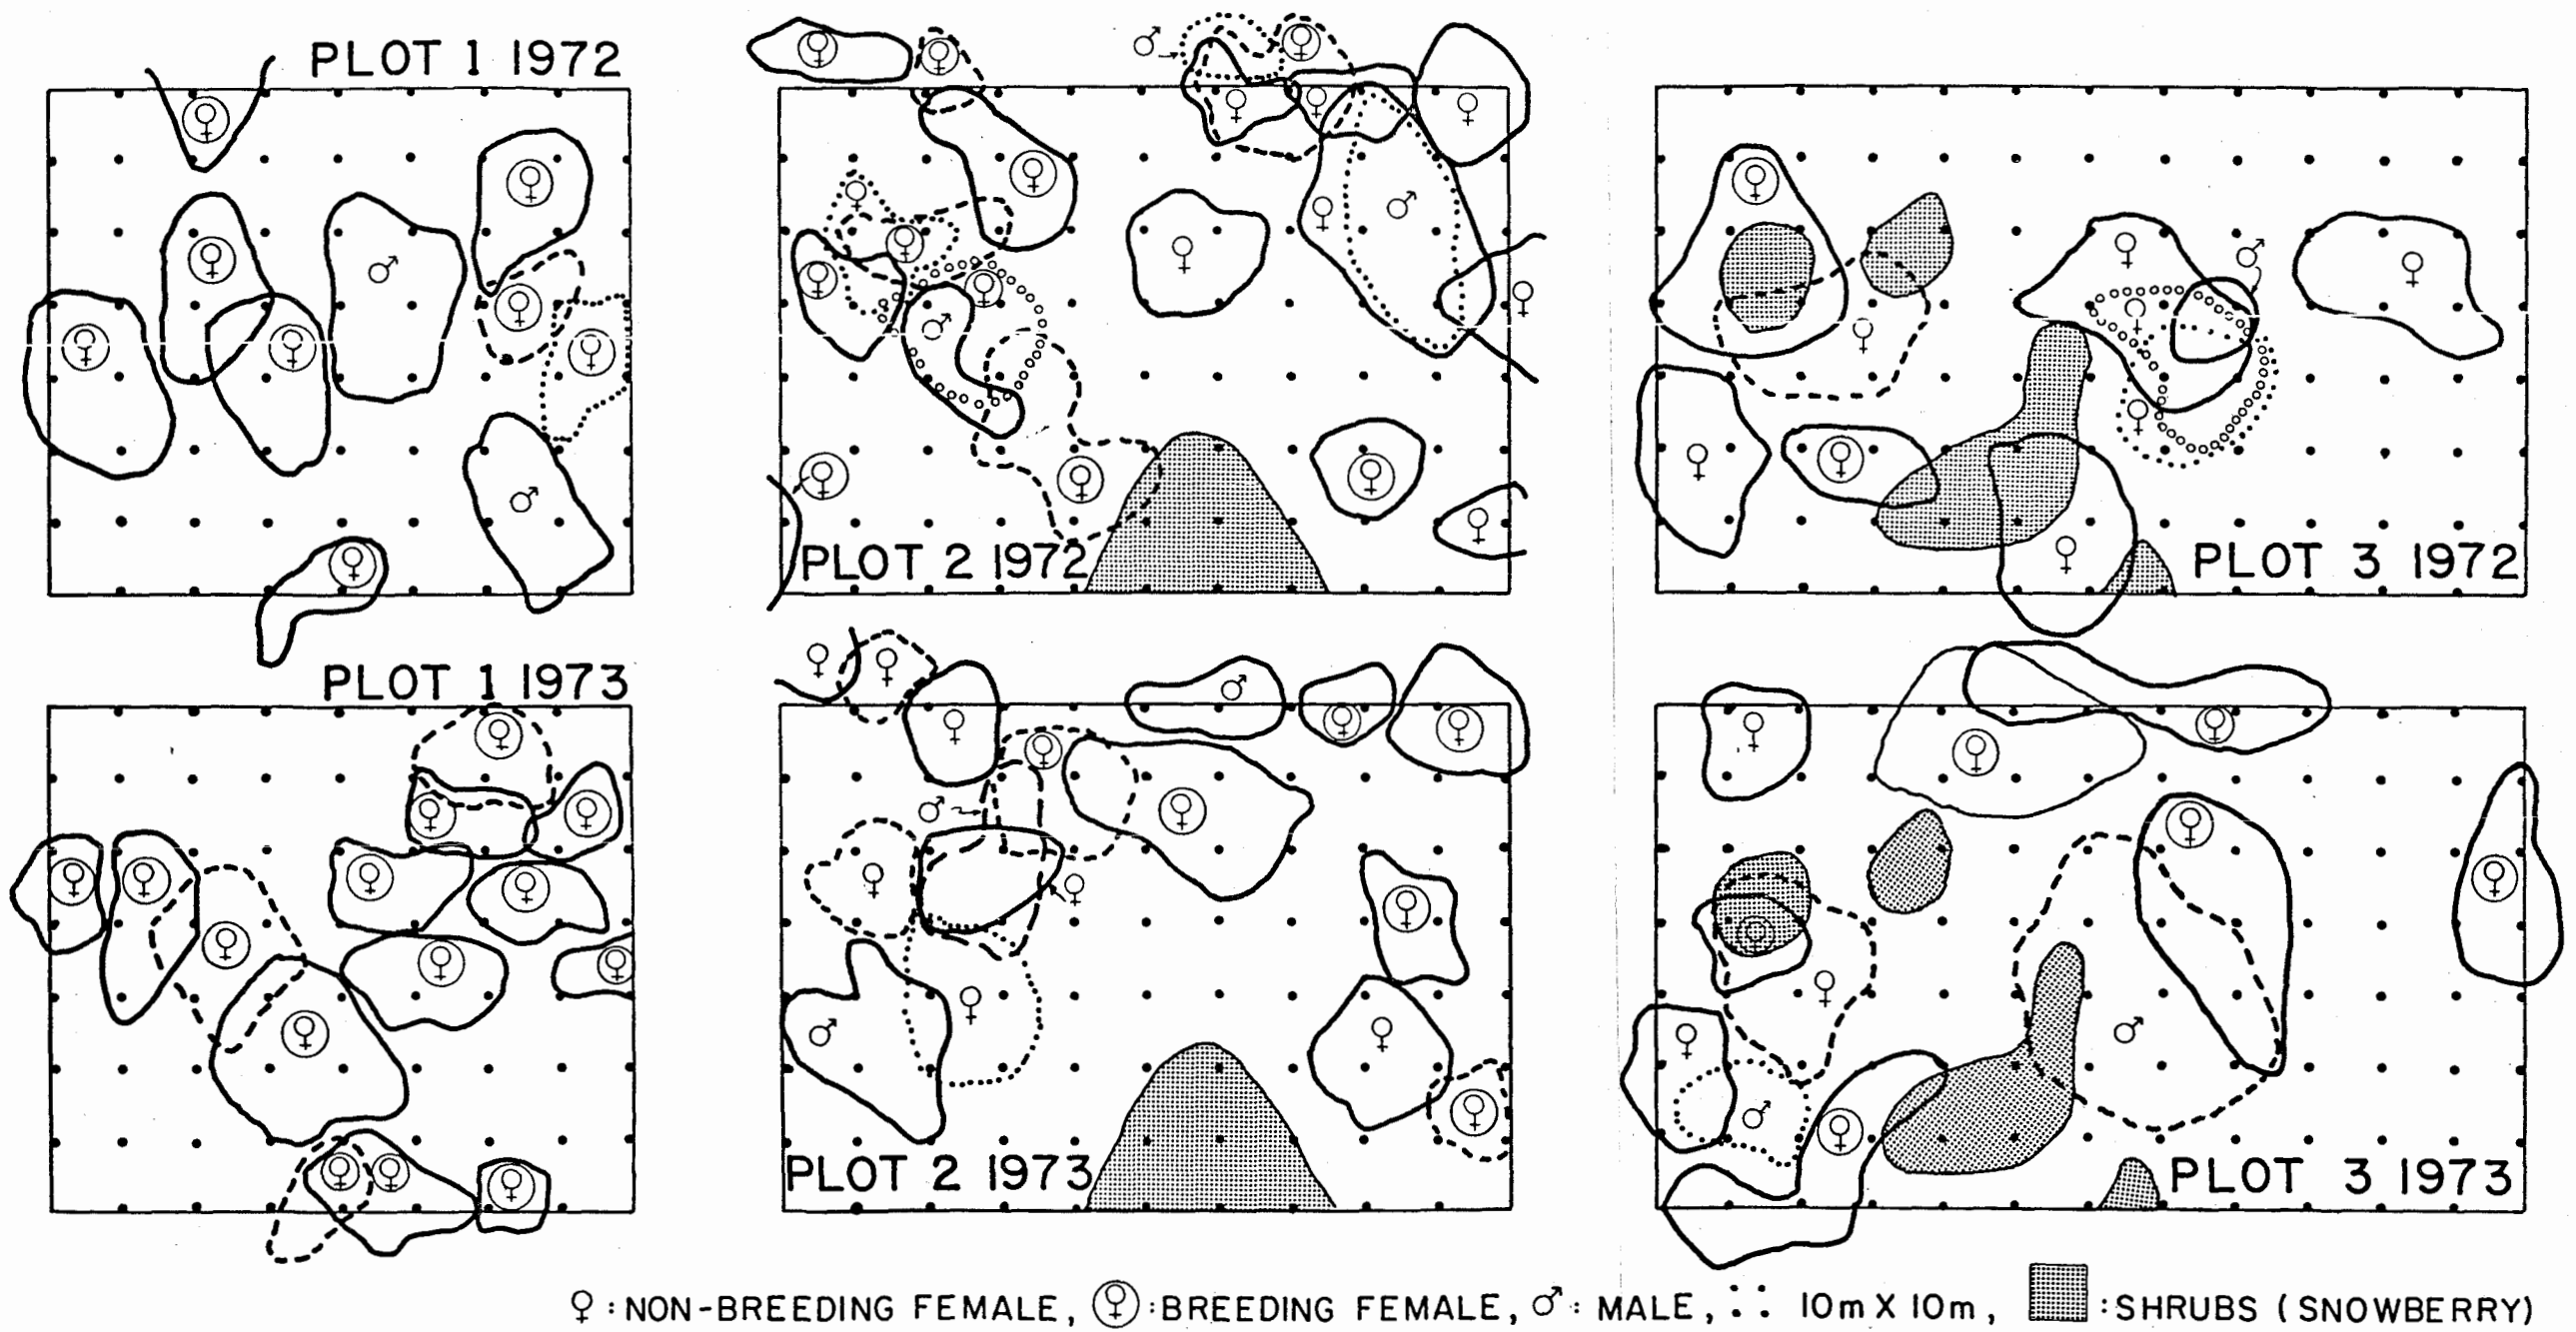 PLOT 1 1972
PLOT 2 1972
PLOT 3 1972
PLOT 1 1973
PLOT 2 1973
PLOT 3 1973
♀ : NON-BREEDING FEMALE, ♀ : BREEDING FEMALE, ♂ : MALE, :: 10m X 10m, : SHRUBS (SNOWBERRY)